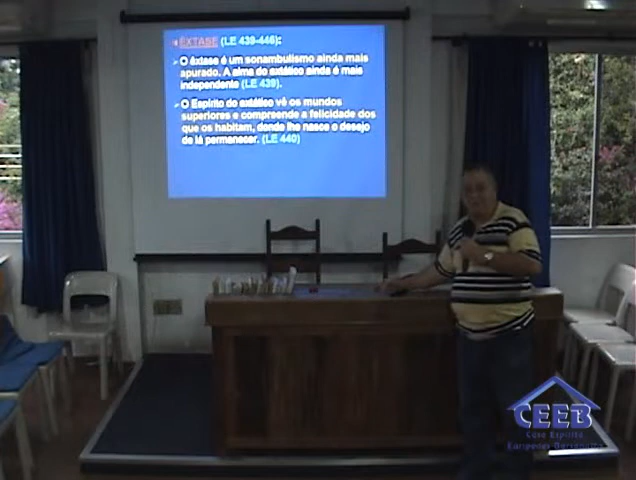 ÊXTASE (LE 439-446):
O êxtase é um sonambulismo ainda mais
apurado. A alma do extático ainda é mais
independente (LE 439).
O Espírito do extático vê os mundos
superiores e compreende a felicidade dos
que os habitam, donde lhe nasce o desejo
de lá permanecer. (LE 440)
CEEB
Casa Espírita
Eurípedes Barsanulfo